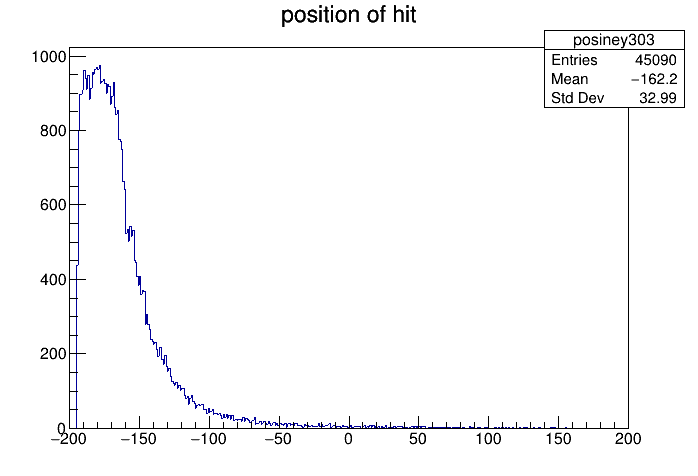 position of hit
posiney303
Entries 45090
Mean −162.2
Std Dev 32.99
1000
800
600
400
200
0
−200 −150 −100 −50 0 50 100 150 200